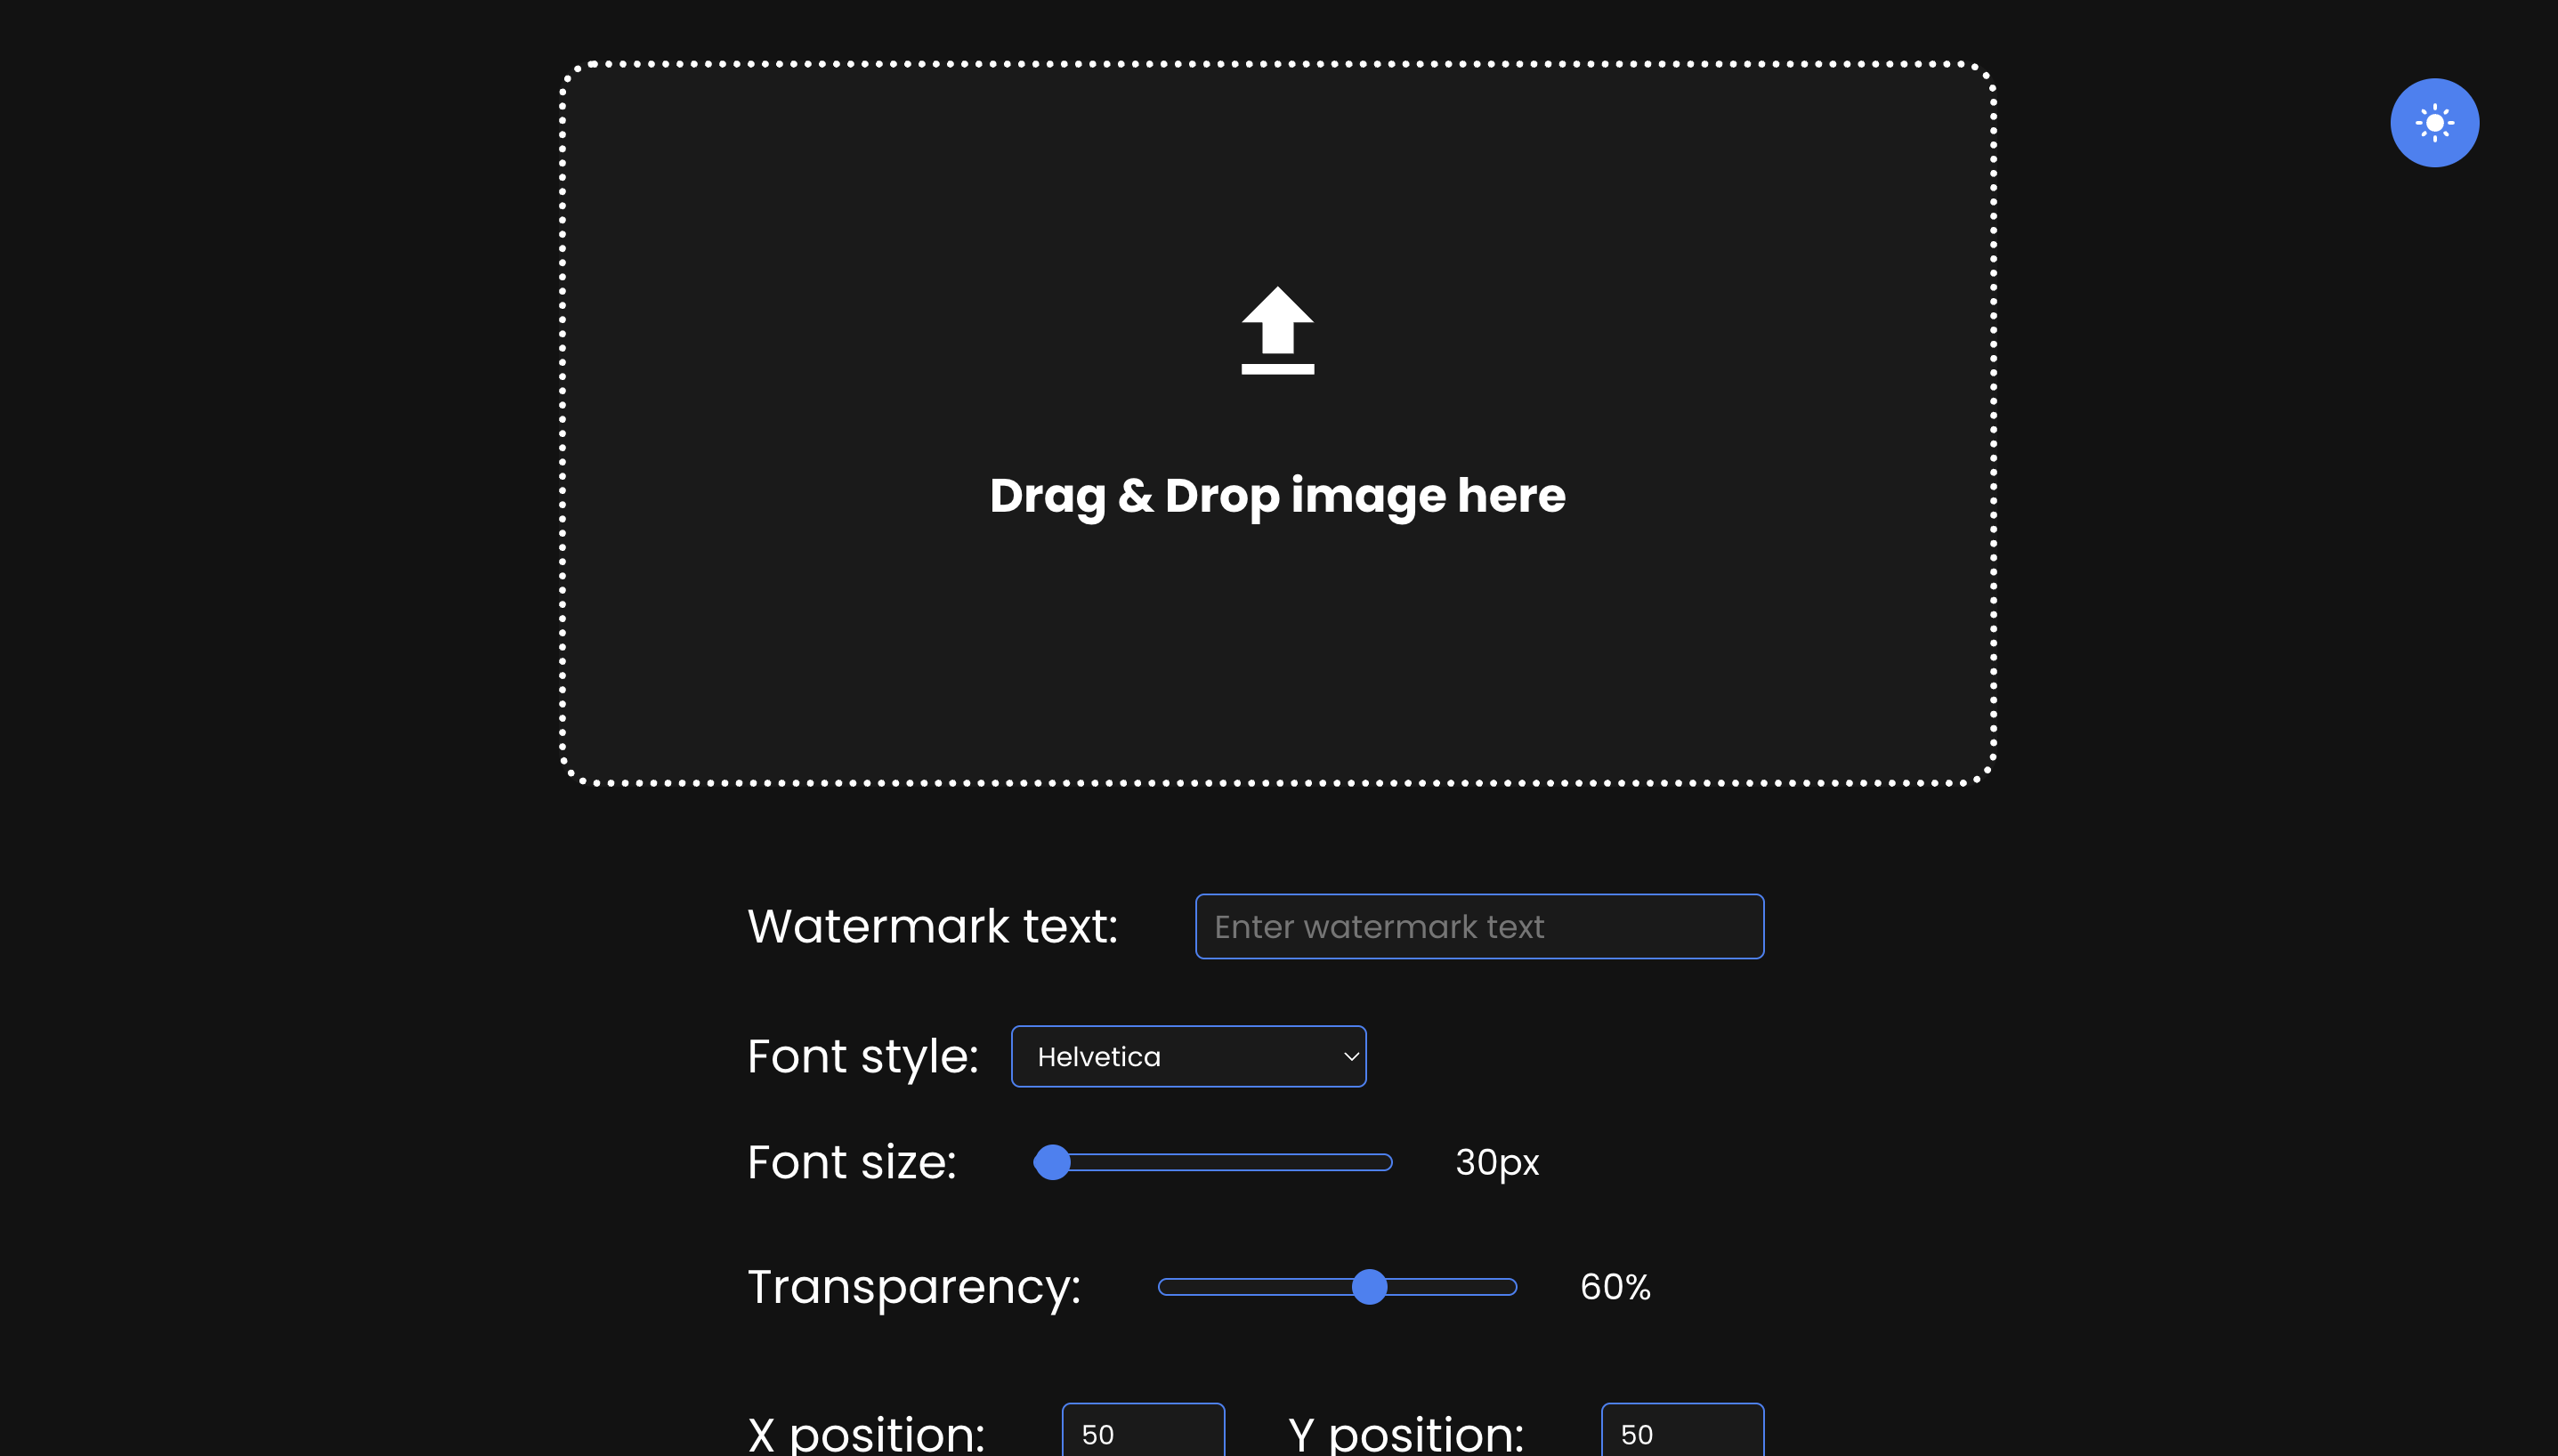 Drag & Drop image here
Watermark text: Enter watermark text
Font style: Helvetica
Font size: 30px
Transparency: 60%
X position: 50 Y position: 50